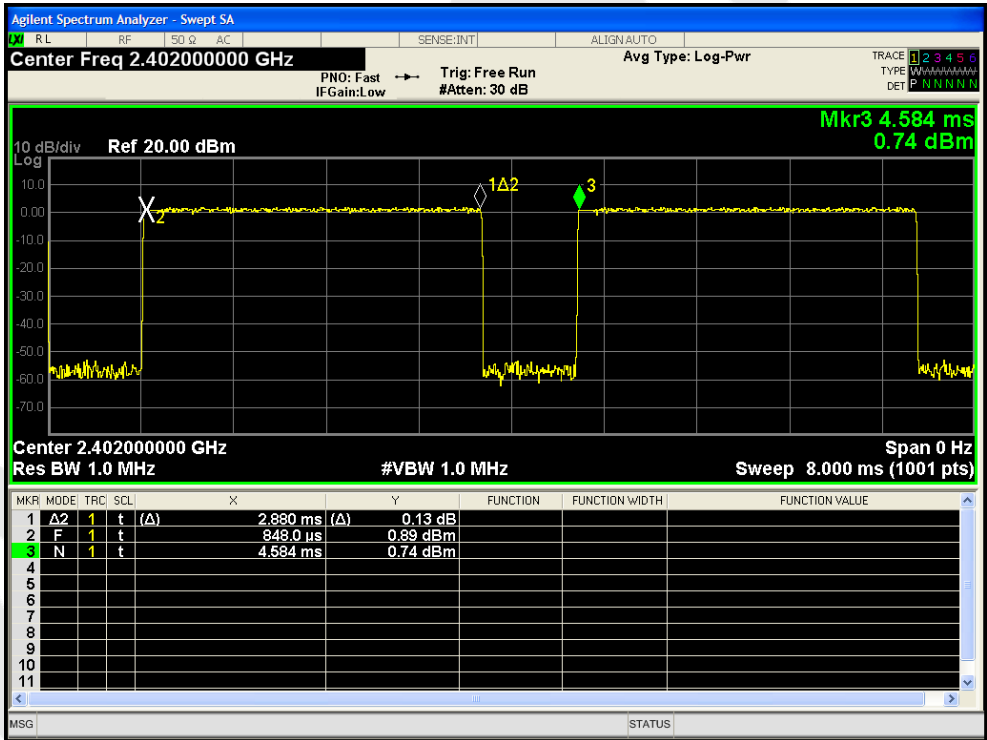 Agilent Spectrum Analyzer - Swept SA
LXI RL RF 50 Ω AC SENSE:INT ALIGN AUTO
Center Freq 2.402000000 GHz Avg Type: Log-Pwr TRACE 1 2 3 4 5 6
PNO: Fast Trig: Free Run TYPE W
IFGain:Low #Atten: 30 dB DET P N N N N N
Mkr3 4.584 ms
10 dB/div Ref 20.00 dBm 0.74 dBm
Log
10.0 1Δ2 3
0.00 2
-10.0
-20.0
-30.0
-40.0
-50.0
-60.0
-70.0
Center 2.402000000 GHz Span 0 Hz
Res BW 1.0 MHz #VBW 1.0 MHz Sweep 8.000 ms (1001 pts)
MKR MODE TRC SCL X Y FUNCTION FUNCTION WIDTH FUNCTION VALUE
1 Δ2 1 t (Δ) 2.880 ms (Δ) 0.13 dB
2 F 1 t 848.0 µs 0.89 dBm
3 N 1 t 4.584 ms 0.74 dBm
4
5
6
7
8
9
10
11
MSG STATUS